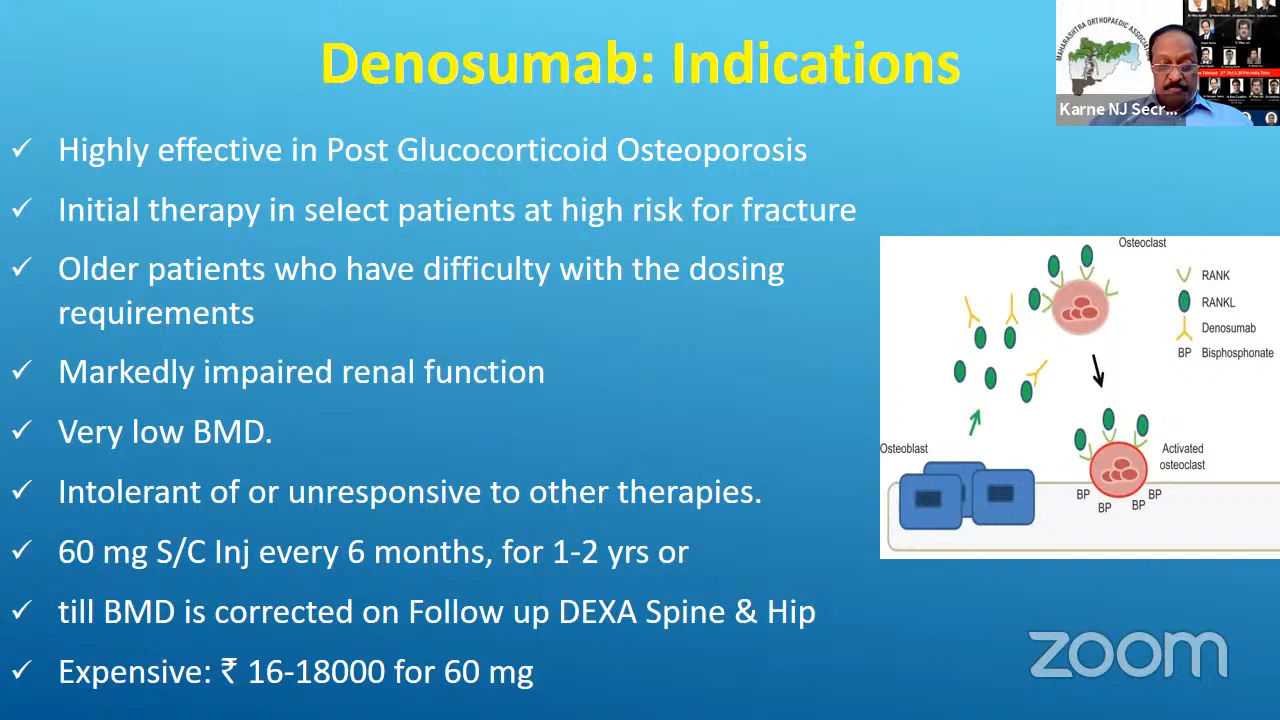 Denosumab: Indications
MAHARASHTRA ORTHOPAEDIC ASSOCIAT
Karne NJ Secr...
Highly effective in Post Glucocorticoid Osteoporosis
Initial therapy in select patients at high risk for fracture
Older patients who have difficulty with the dosing
requirements
Markedly impaired renal function
Very low BMD.
Intolerant of or unresponsive to other therapies.
60 mg S/C Inj every 6 months, for 1-2 yrs or
till BMD is corrected on Follow up DEXA Spine & Hip
Expensive: ₹ 16-18000 for 60 mg
Osteoclast
RANK
RANKL
Denosumab
BP Bisphosphonate
Osteoblast
Activated
osteoclast
BP
BP
BP
BP
zoom